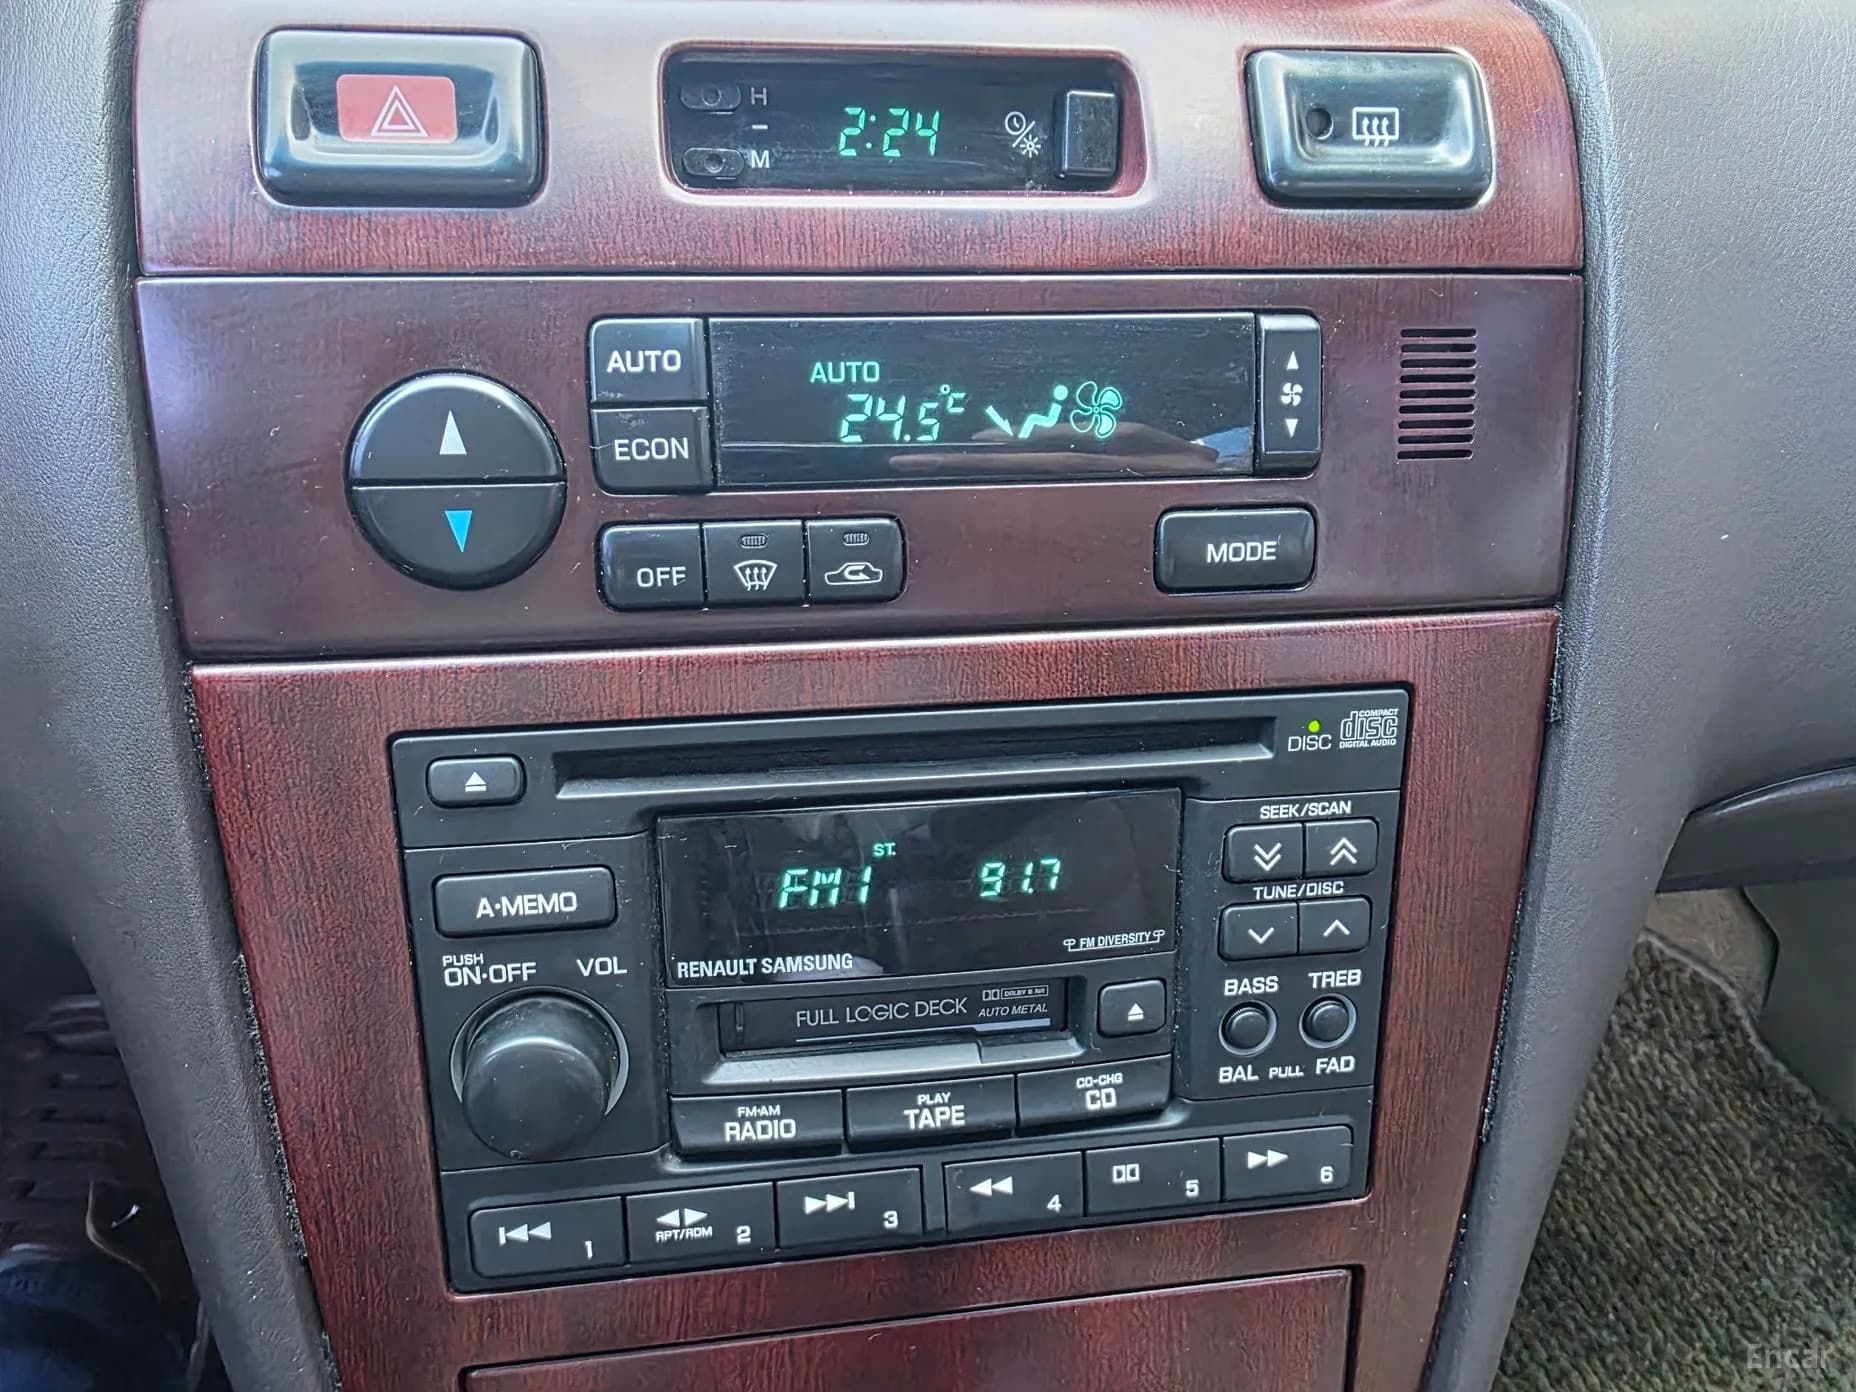 H
2:24
M
AUTO
AUTO
24.5°C
ECON
OFF
MODE
DISC
COMPACT
disc
DIGITAL AUDIO
SEEK/SCAN
ST.
FM1 91.7
A·MEMO
TUNE/DISC
FM DIVERSITY
PUSH
ON·OFF VOL
RENAULT SAMSUNG
BASS TREB
FULL LOGIC DECK
DOLBY B NR
AUTO METAL
BAL PULL FAD
FM·AM
RADIO
PLAY
TAPE
CD-CHG
CD
1
RPT/RDM 2
3
4
5
6
Encar